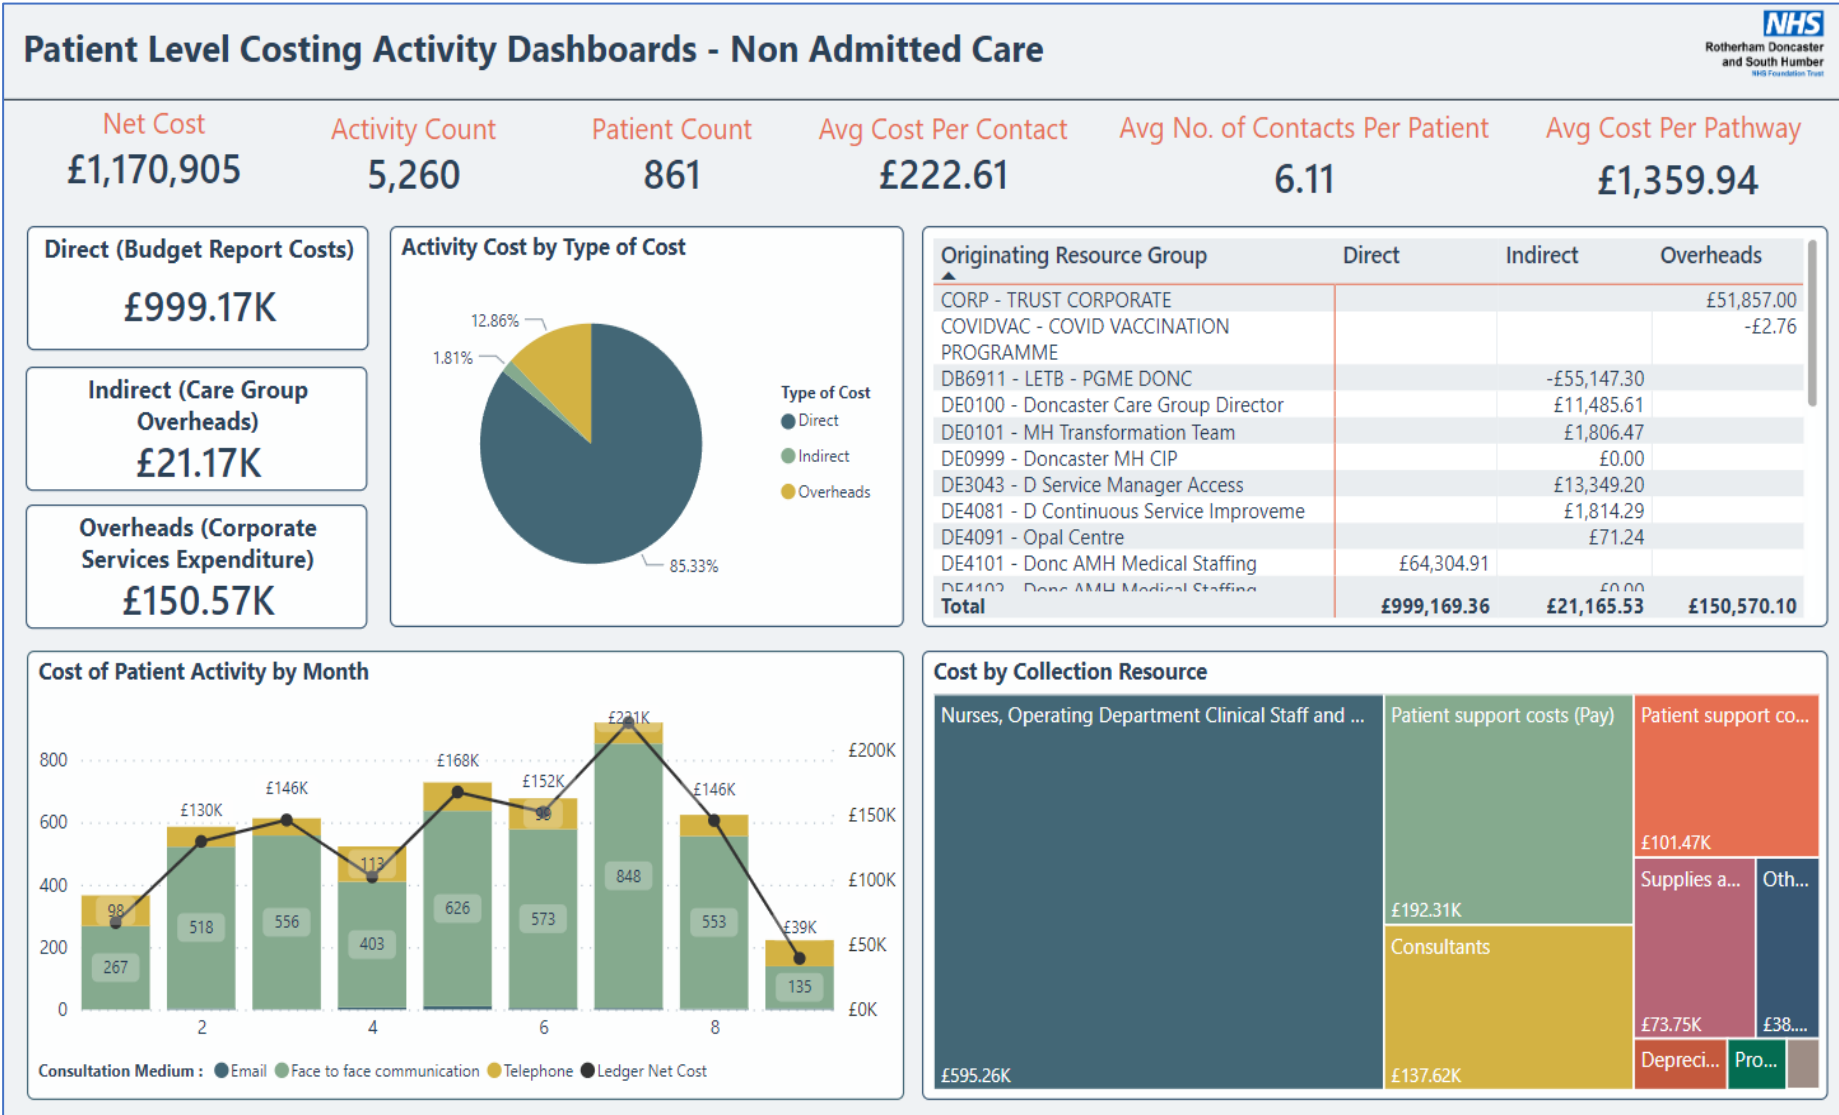 Patient Level Costing Activity Dashboards - Non Admitted Care
NHS
Rotherham Doncaster
and South Humber
NHS Foundation Trust
Net Cost
£1,170,905
Activity Count
5,260
Patient Count
861
Avg Cost Per Contact
£222.61
Avg No. of Contacts Per Patient
6.11
Avg Cost Per Pathway
£1,359.94
Direct (Budget Report Costs)
£999.17K
Indirect (Care Group
Overheads)
£21.17K
Overheads (Corporate
Services Expenditure)
£150.57K
Activity Cost by Type of Cost
12.86%
1.81%
85.33%
Type of Cost
Direct
Indirect
Overheads
Originating Resource Group Direct Indirect Overheads
CORP - TRUST CORPORATE £51,857.00
COVIDVAC - COVID VACCINATION -£2.76
PROGRAMME
DB6911 - LETB - PGME DONC -£55,147.30
DE0100 - Doncaster Care Group Director £11,485.61
DE0101 - MH Transformation Team £1,806.47
DE0999 - Doncaster MH CIP £0.00
DE3043 - D Service Manager Access £13,349.20
DE4081 - D Continuous Service Improveme £1,814.29
DE4091 - Opal Centre £71.24
DE4101 - Donc AMH Medical Staffing £64,304.91
DE4102 - Donc AMH Medical Staffing £0.00
Total £999,169.36 £21,165.53 £150,570.10
Cost of Patient Activity by Month
800
600
400
200
0
£200K
£150K
£100K
£50K
£0K
98
267
£130K
518
£146K
556
113
403
£168K
626
£152K
99
573
£221K
848
£146K
553
£39K
135
2 4 6 8
Consultation Medium : Email Face to face communication Telephone Ledger Net Cost
Cost by Collection Resource
Nurses, Operating Department Clinical Staff and ...
£595.26K
Patient support costs (Pay)
£192.31K
Consultants
£137.62K
Patient support co...
£101.47K
Supplies a...
£73.75K
Oth...
£38....
Depreci...
Pro...